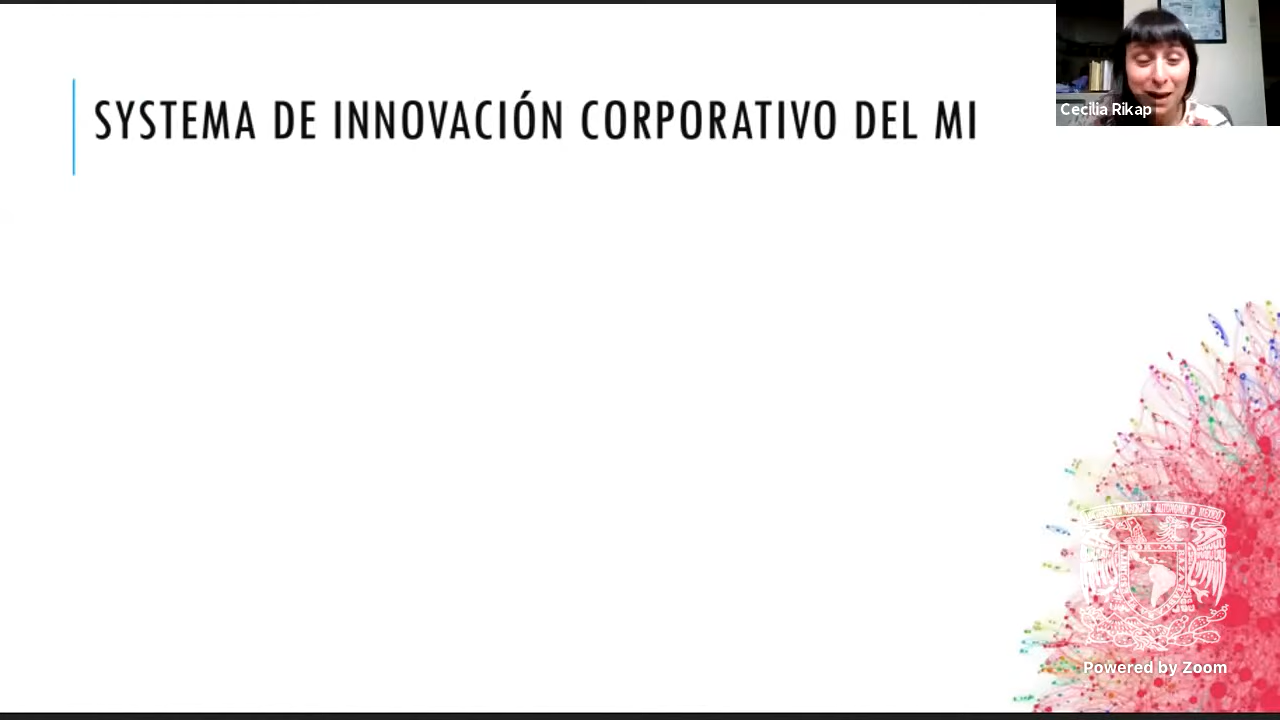 SYSTEMA DE INNOVACIÓN CORPORATIVO DEL MI
Cecilia Rikap
Powered by Zoom